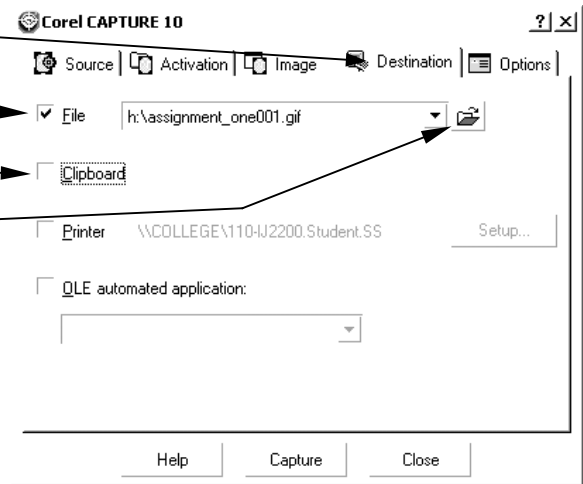 Corel CAPTURE 10
Source Activation Image Destination Options
File h:\assignment_one001.gif
Clipboard
Printer \\COLLEGE\110-IJ2200.Student.SS Setup...
OLE automated application:
Help Capture Close